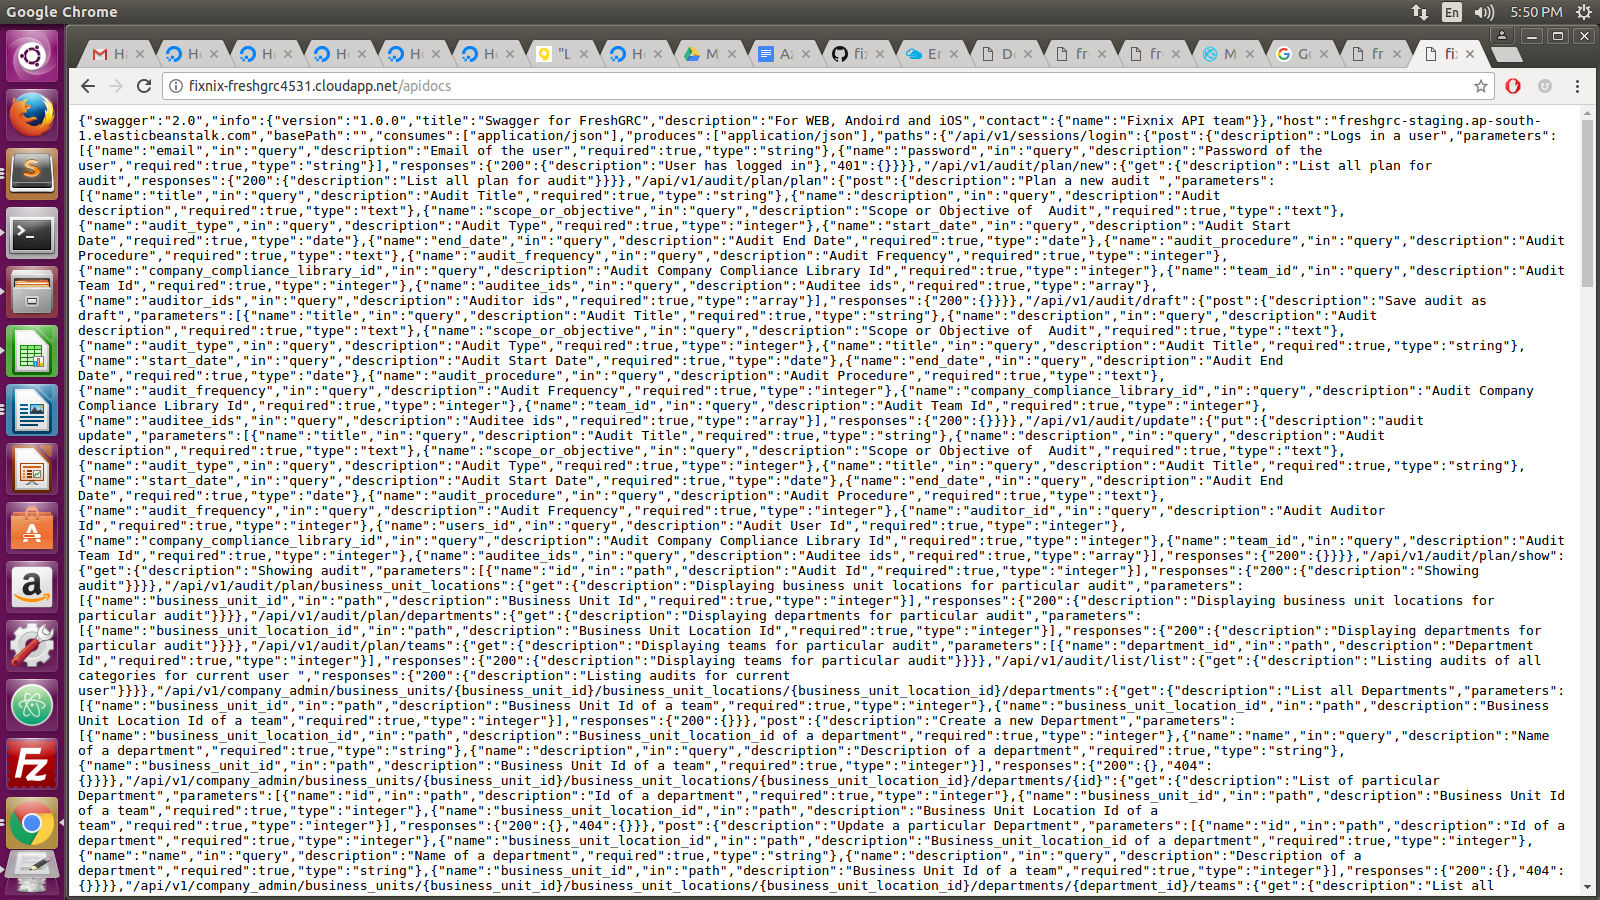 Google Chrome
En
5:50 PM
fixnix-freshgrc4531.cloudapp.net/apidocs
{"swagger":"2.0","info":{"version":"1.0.0","title":"Swagger for FreshGRC","description":"For WEB, Andoird and iOS","contact":{"name":"Fixnix API team"}},"host":"freshgrc-staging.ap-south-
1.elasticbeanstalk.com","basePath":"","consumes":["application/json"],"produces":["application/json"],"paths":{"/api/v1/sessions/login":{"post":{"description":"Logs in a user","parameters":
[{"name":"email","in":"query","description":"Email of the user","required":true,"type":"string"},{"name":"password","in":"query","description":"Password of the
user","required":true,"type":"string"}],"responses":{"200":{"description":"User has logged in"},"401":{}}}},"/api/v1/audit/plan/new":{"get":{"description":"List all plan for
audit","responses":{"200":{"description":"List all plan for audit"}}}},"/api/v1/audit/plan/plan":{"post":{"description":"Plan a new audit ","parameters":
[{"name":"title","in":"query","description":"Audit Title","required":true,"type":"string"},{"name":"description","in":"query","description":"Audit
description","required":true,"type":"text"},{"name":"scope_or_objective","in":"query","description":"Scope or Objective of  Audit","required":true,"type":"text"},
{"name":"audit_type","in":"query","description":"Audit Type","required":true,"type":"integer"},{"name":"start_date","in":"query","description":"Audit Start
Date","required":true,"type":"date"},{"name":"end_date","in":"query","description":"Audit End Date","required":true,"type":"date"},{"name":"audit_procedure","in":"query","description":"Audit
Procedure","required":true,"type":"text"},{"name":"audit_frequency","in":"query","description":"Audit Frequency","required":true,"type":"integer"},
{"name":"company_compliance_library_id","in":"query","description":"Audit Company Compliance Library Id","required":true,"type":"integer"},{"name":"team_id","in":"query","description":"Audit
Team Id","required":true,"type":"integer"},{"name":"auditee_ids","in":"query","description":"Auditee ids","required":true,"type":"array"},
{"name":"auditor_ids","in":"query","description":"Auditor ids","required":true,"type":"array"}],"responses":{"200":{}}}},"/api/v1/audit/draft":{"post":{"description":"Save audit as
draft","parameters":[{"name":"title","in":"query","description":"Audit Title","required":true,"type":"string"},{"name":"description","in":"query","description":"Audit
description","required":true,"type":"text"},{"name":"scope_or_objective","in":"query","description":"Scope or Objective of  Audit","required":true,"type":"text"},
{"name":"audit_type","in":"query","description":"Audit Type","required":true,"type":"integer"},{"name":"title","in":"query","description":"Audit Title","required":true,"type":"string"},
{"name":"start_date","in":"query","description":"Audit Start Date","required":true,"type":"date"},{"name":"end_date","in":"query","description":"Audit End
Date","required":true,"type":"date"},{"name":"audit_procedure","in":"query","description":"Audit Procedure","required":true,"type":"text"},
{"name":"audit_frequency","in":"query","description":"Audit Frequency","required":true,"type":"integer"},{"name":"company_compliance_library_id","in":"query","description":"Audit Company
Compliance Library Id","required":true,"type":"integer"},{"name":"team_id","in":"query","description":"Audit Team Id","required":true,"type":"integer"},
{"name":"auditee_ids","in":"query","description":"Auditee ids","required":true,"type":"array"}],"responses":{"200":{}}}},"/api/v1/audit/update":{"put":{"description":"audit
update","parameters":[{"name":"title","in":"query","description":"Audit Title","required":true,"type":"string"},{"name":"description","in":"query","description":"Audit
description","required":true,"type":"text"},{"name":"scope_or_objective","in":"query","description":"Scope or Objective of  Audit","required":true,"type":"text"},
{"name":"audit_type","in":"query","description":"Audit Type","required":true,"type":"integer"},{"name":"title","in":"query","description":"Audit Title","required":true,"type":"string"},
{"name":"start_date","in":"query","description":"Audit Start Date","required":true,"type":"date"},{"name":"end_date","in":"query","description":"Audit End
Date","required":true,"type":"date"},{"name":"audit_procedure","in":"query","description":"Audit Procedure","required":true,"type":"text"},
{"name":"audit_frequency","in":"query","description":"Audit Frequency","required":true,"type":"integer"},{"name":"auditor_id","in":"query","description":"Audit Auditor
Id","required":true,"type":"integer"},{"name":"users_id","in":"query","description":"Audit User Id","required":true,"type":"integer"},
{"name":"company_compliance_library_id","in":"query","description":"Audit Company Compliance Library Id","required":true,"type":"integer"},{"name":"team_id","in":"query","description":"Audit
Team Id","required":true,"type":"integer"},{"name":"auditee_ids","in":"query","description":"Auditee ids","required":true,"type":"array"}],"responses":{"200":{}}}},"/api/v1/audit/plan/show":
{"get":{"description":"Showing audit","parameters":[{"name":"id","in":"path","description":"Audit Id","required":true,"type":"integer"}],"responses":{"200":{"description":"Showing
audit"}}}},"/api/v1/audit/plan/business_unit_locations":{"get":{"description":"Displaying business unit locations for particular audit","parameters":
[{"name":"business_unit_id","in":"path","description":"Business Unit Id","required":true,"type":"integer"}],"responses":{"200":{"description":"Displaying business unit locations for
particular audit"}}}},"/api/v1/audit/plan/departments":{"get":{"description":"Displaying departments for particular audit","parameters":
[{"name":"business_unit_location_id","in":"path","description":"Business Unit Location Id","required":true,"type":"integer"}],"responses":{"200":{"description":"Displaying departments for
particular audit"}}}},"/api/v1/audit/plan/teams":{"get":{"description":"Displaying teams for particular audit","parameters":[{"name":"department_id","in":"path","description":"Department
Id","required":true,"type":"integer"}],"responses":{"200":{"description":"Displaying teams for particular audit"}}}},"/api/v1/audit/list/list":{"get":{"description":"Listing audits of all
categories for current user ","responses":{"200":{"description":"Listing audits for current
user"}}}},"/api/v1/company_admin/business_units/{business_unit_id}/business_unit_locations/{business_unit_location_id}/departments":{"get":{"description":"List all Departments","parameters":
[{"name":"business_unit_id","in":"path","description":"Business Unit Id of a team","required":true,"type":"integer"},{"name":"business_unit_location_id","in":"path","description":"Business
Unit Location Id of a team","required":true,"type":"integer"}],"responses":{"200":{}}},"post":{"description":"Create a new Department","parameters":
[{"name":"business_unit_location_id","in":"path","description":"Business_unit_location_id of a department","required":true,"type":"integer"},{"name":"name","in":"query","description":"Name
of a department","required":true,"type":"string"},{"name":"description","in":"query","description":"Description of a department","required":true,"type":"string"},
{"name":"business_unit_id","in":"path","description":"Business Unit Id of a team","required":true,"type":"integer"}],"responses":{"200":{},"404":
{}}}},"/api/v1/company_admin/business_units/{business_unit_id}/business_unit_locations/{business_unit_location_id}/departments/{id}":{"get":{"description":"List of particular
Department","parameters":[{"name":"id","in":"path","description":"Id of a department","required":true,"type":"integer"},{"name":"business_unit_id","in":"path","description":"Business Unit Id
of a team","required":true,"type":"integer"},{"name":"business_unit_location_id","in":"path","description":"Business Unit Location Id of a
team","required":true,"type":"integer"}],"responses":{"200":{},"404":{}}},"post":{"description":"Update a particular Department","parameters":[{"name":"id","in":"path","description":"Id of a
department","required":true,"type":"integer"},{"name":"business_unit_location_id","in":"path","description":"Business_unit_location_id of a department","required":true,"type":"integer"},
{"name":"name","in":"query","description":"Name of a department","required":true,"type":"string"},{"name":"description","in":"query","description":"Description of a
department","required":true,"type":"string"},{"name":"business_unit_id","in":"path","description":"Business Unit Id of a team","required":true,"type":"integer"}],"responses":{"200":{},"404":
{}}}},"/api/v1/company_admin/business_units/{business_unit_id}/business_unit_locations/{business_unit_location_id}/departments/{department_id}/teams":{"get":{"description":"List all